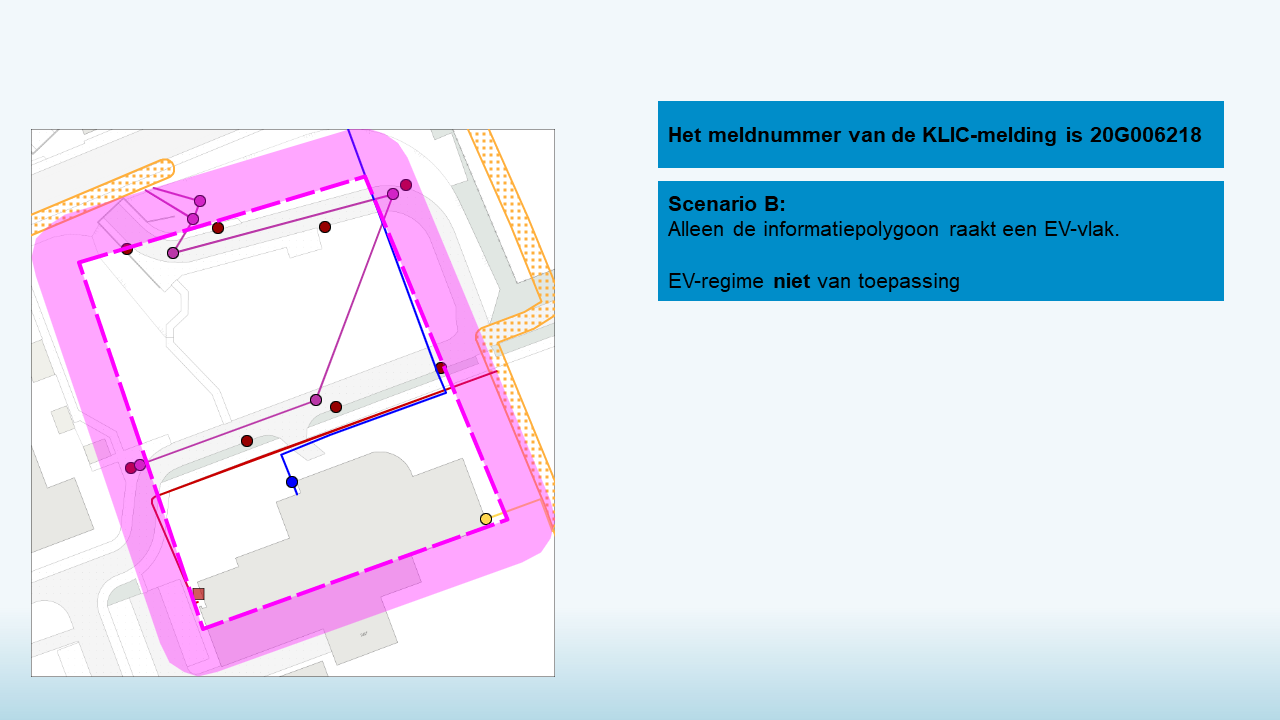 Het meldnummer van de KLIC-melding is 20G006218
Scenario B:
Alleen de informatiepolygoon raakt een EV-vlak.
EV-regime niet van toepassing